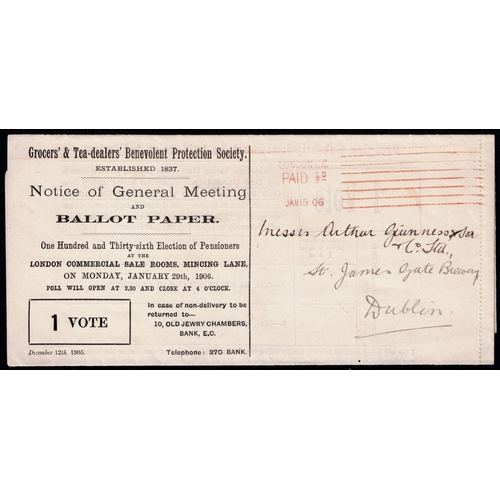 Grocers' & Tea-dealers' Benevolent Protection Society.
ESTABLISHED 1837.
Notice of General Meeting
AND
BALLOT PAPER.
One Hundred and Thirty-sixth Election of Pensioners
AT THE
LONDON COMMERCIAL SALE ROOMS, MINCING LANE,
ON MONDAY, JANUARY 29th, 1906.
POLL WILL OPEN AT 2.30 AND CLOSE AT 4 O'CLOCK.
1 VOTE
In case of non-delivery to be
returned to—
10, OLD JEWRY CHAMBERS,
BANK, E.C.
December 12th, 1905.
Telephone: 270 BANK.
LONDON E.C.
PAID
JAN 15 06
Messrs Arthur Guinness Son
& Co. Ltd,
St. James Gate Brewery
Dublin.